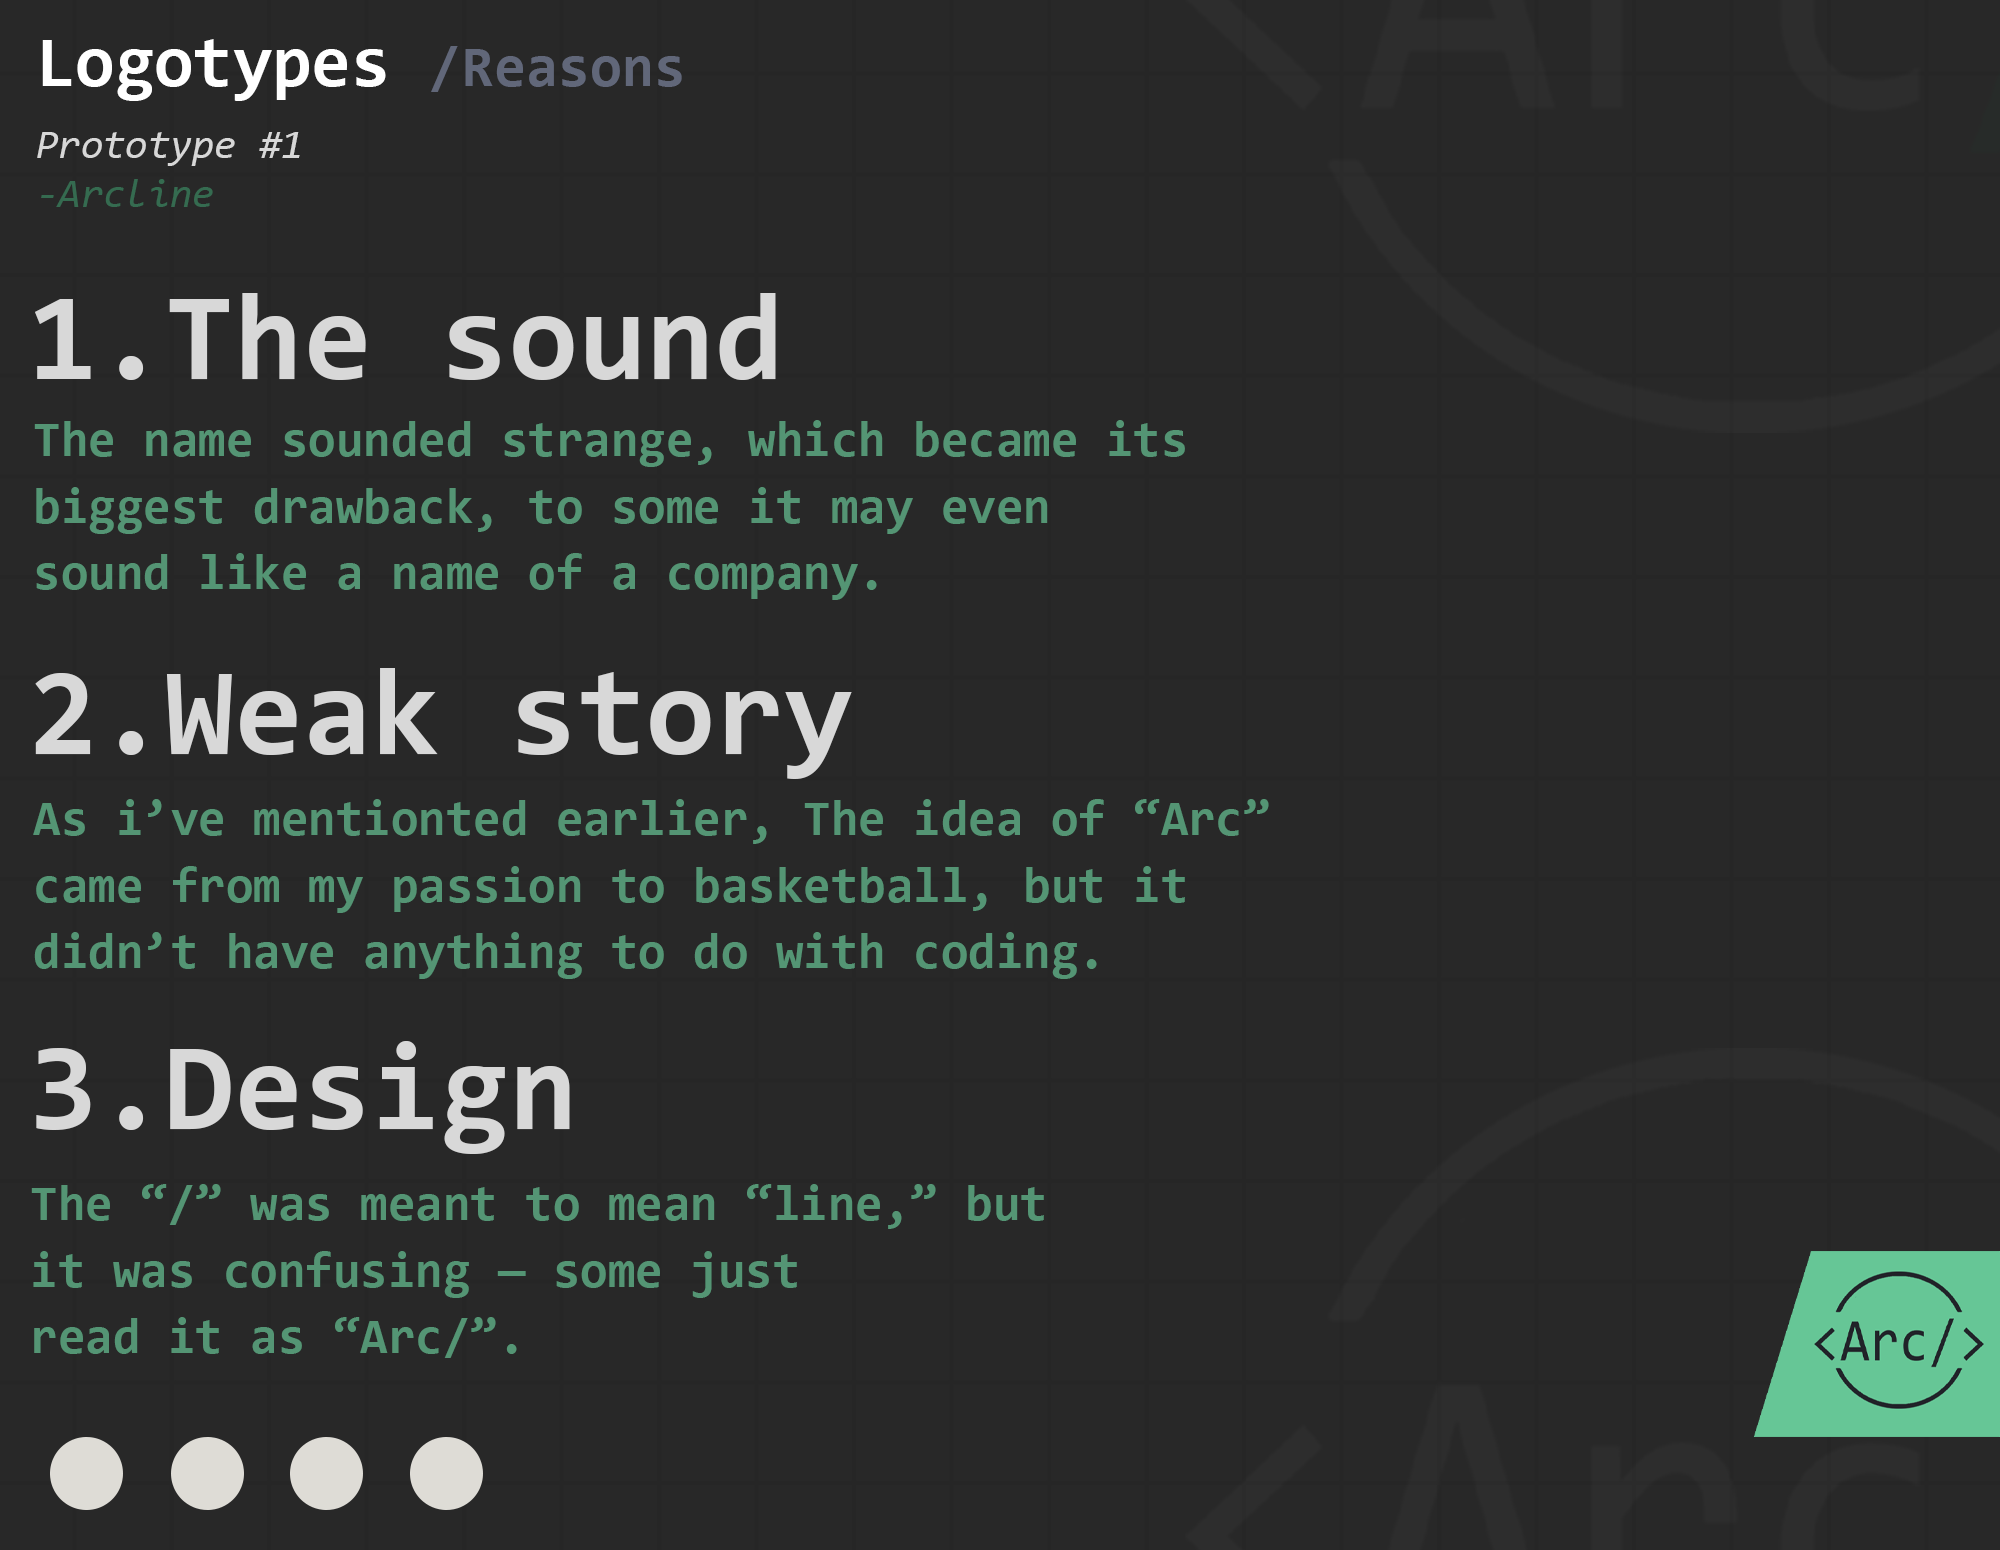 Logotypes /Reasons
Prototype #1
-Arcline
1.The sound
The name sounded strange, which became its
biggest drawback, to some it may even
sound like a name of a company.
2.Weak story
As i’ve mentionted earlier, The idea of “Arc”
came from my passion to basketball, but it
didn’t have anything to do with coding.
3.Design
The “/” was meant to mean “line,” but
it was confusing — some just
read it as “Arc/”.
<Arc/>
<Arc
<Arc